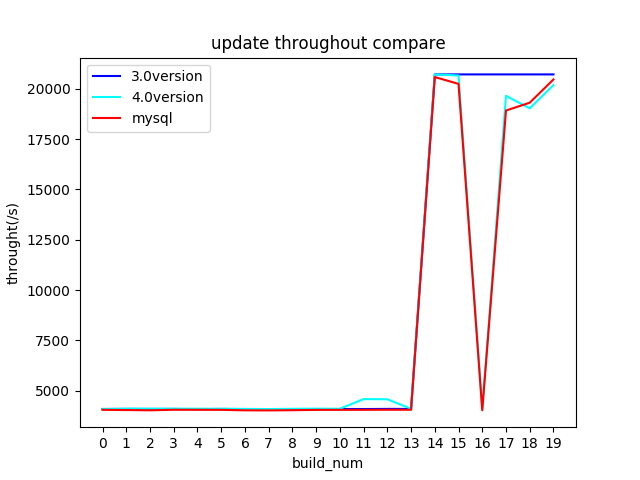 update throughout compare
3.0version
4.0version
mysql
throught(/s)
20000
17500
15000
12500
10000
7500
5000
0 1 2 3 4 5 6 7 8 9 10 11 12 13 14 15 16 17 18 19
build_num